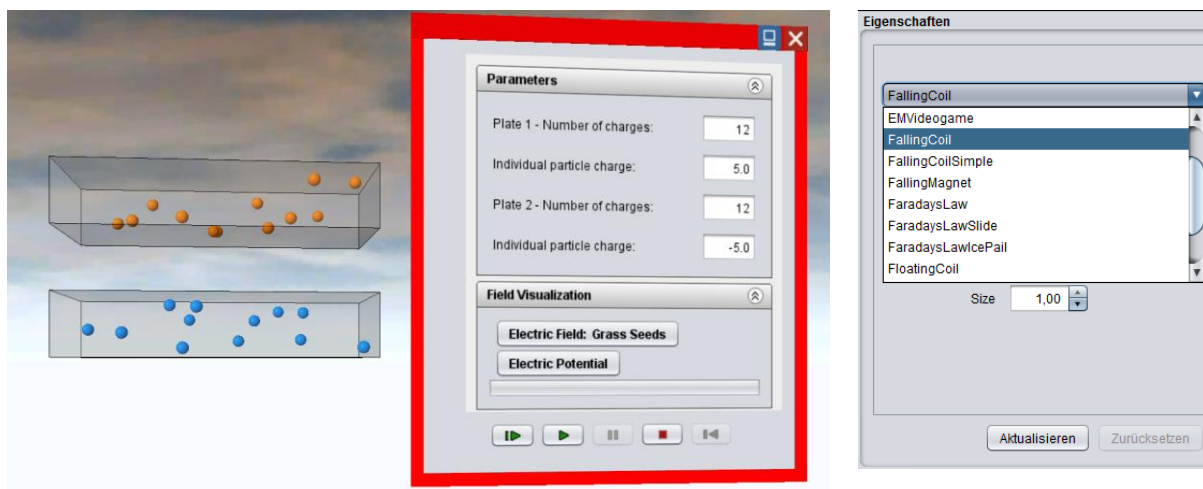 Parameters
Plate 1 - Number of charges: 12
Individual particle charge: 5.0
Plate 2 - Number of charges: 12
Individual particle charge: -5.0
Field Visualization
Electric Field: Grass Seeds
Electric Potential
Eigenschaften
FallingCoil
EMVideogame
FallingCoil
FallingCoilSimple
FallingMagnet
FaradaysLaw
FaradaysLawSlide
FaradaysLawIcePail
FloatingCoil
Size 1,00
Aktualisieren Zurücksetzen